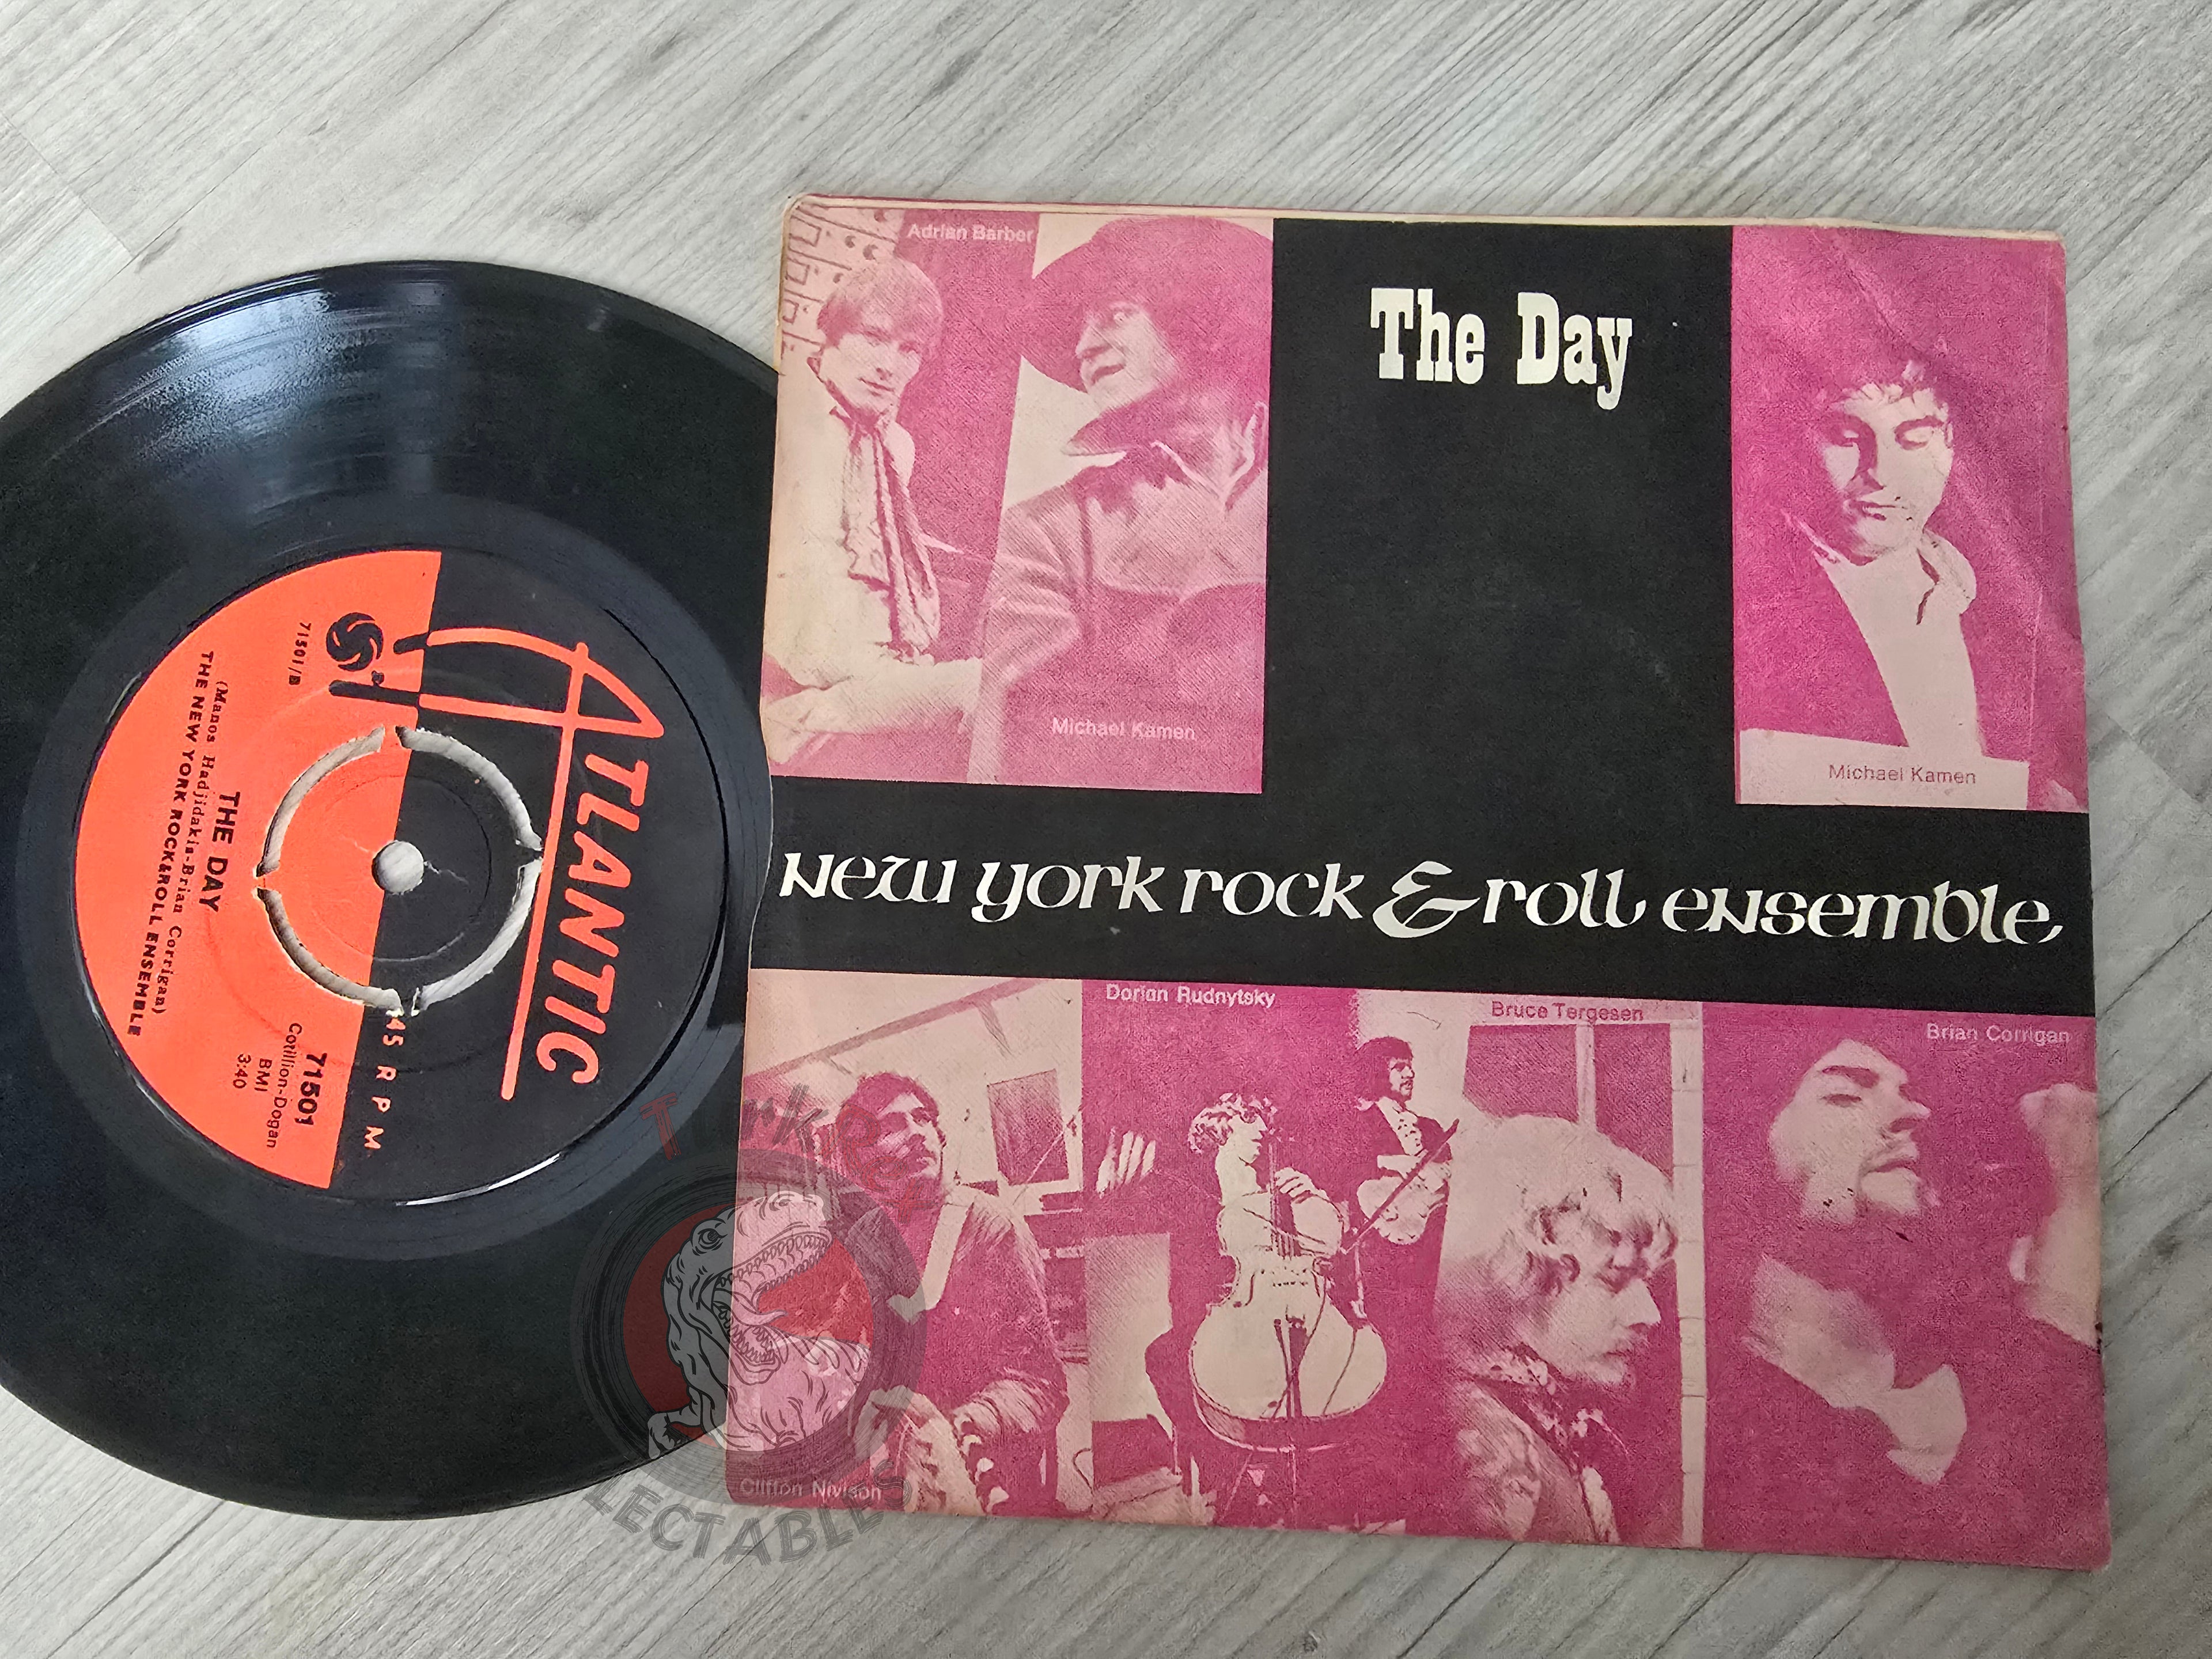 Adrian Barber
The Day
Michael Kamen
Michael Kamen
New York Rock & Roll Ensemble
Dorian Rudnytsky
Bruce Tergesen
Brian Corrigan
Clifton Nivison
ATLANTIC
R
45 RPM
71501/B
THE DAY
(Manos Hadjidakis-Brian Corrigan)
THE NEW YORK ROCK&ROLL ENSEMBLE
71501
Cotillion-Dogan
BMI
3:40